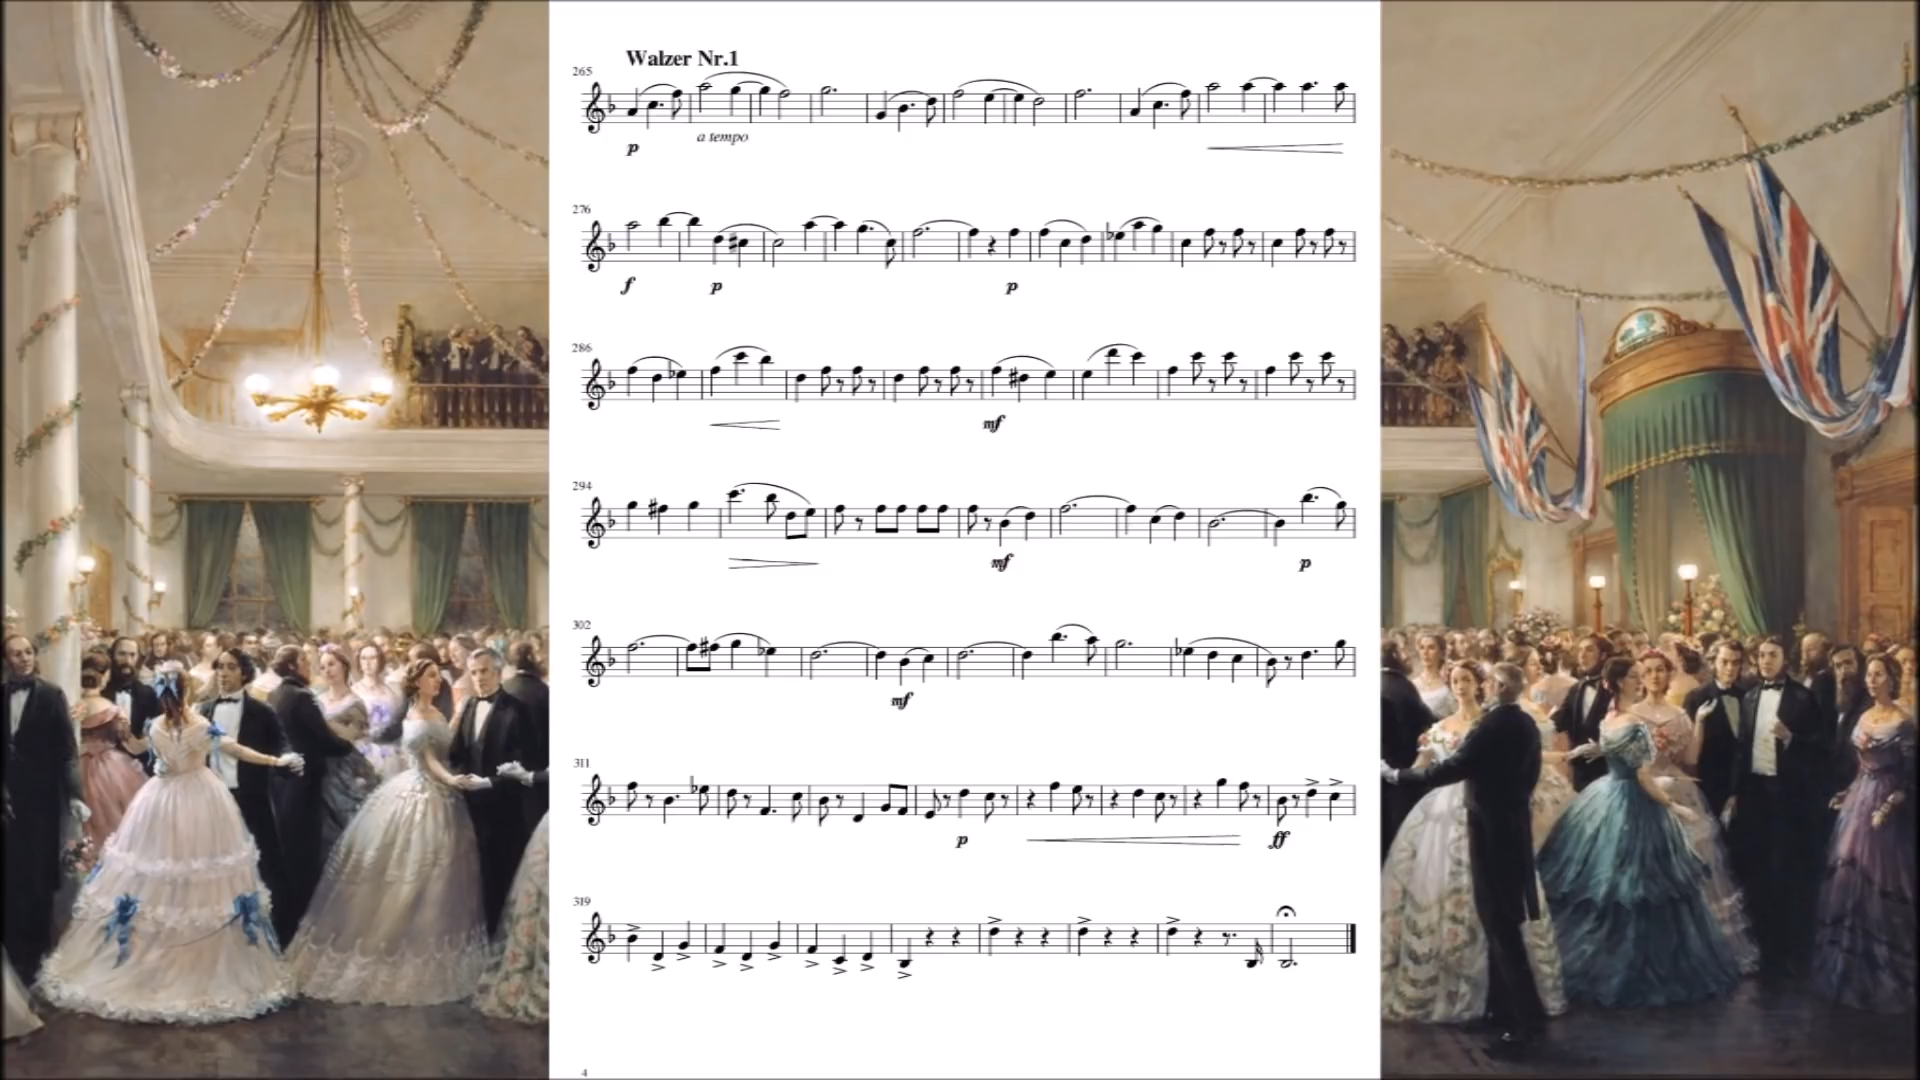 Walzer Nr.1
265
a tempo
p
276
f p p
286
mf
294
mf p
302
mf
311
p ff
319
4